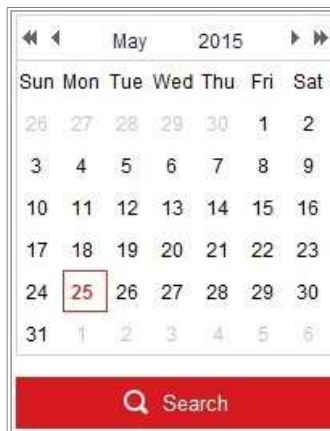 May 2015
Sun Mon Tue Wed Thu Fri Sat
26 27 28 29 30 1 2
3 4 5 6 7 8 9
10 11 12 13 14 15 16
17 18 19 20 21 22 23
24 25 26 27 28 29 30
31 1 2 3 4 5 6
Search